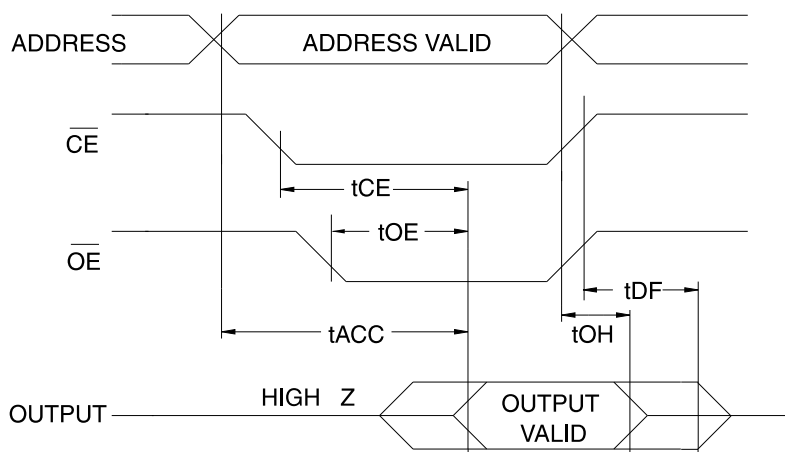 ADDRESS
ADDRESS VALID
CE
tCE
tOE
OE
tDF
tACC
tOH
HIGH Z
OUTPUT
OUTPUT
VALID